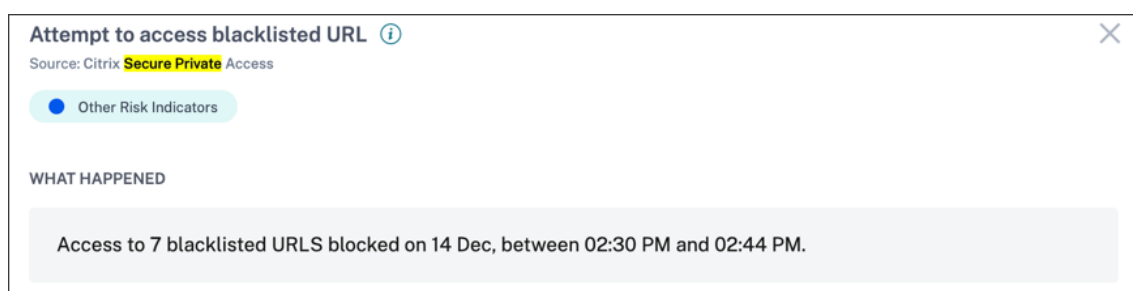 Attempt to access blacklisted URL
Source: Citrix Secure Private Access
Other Risk Indicators
WHAT HAPPENED
Access to 7 blacklisted URLS blocked on 14 Dec, between 02:30 PM and 02:44 PM.